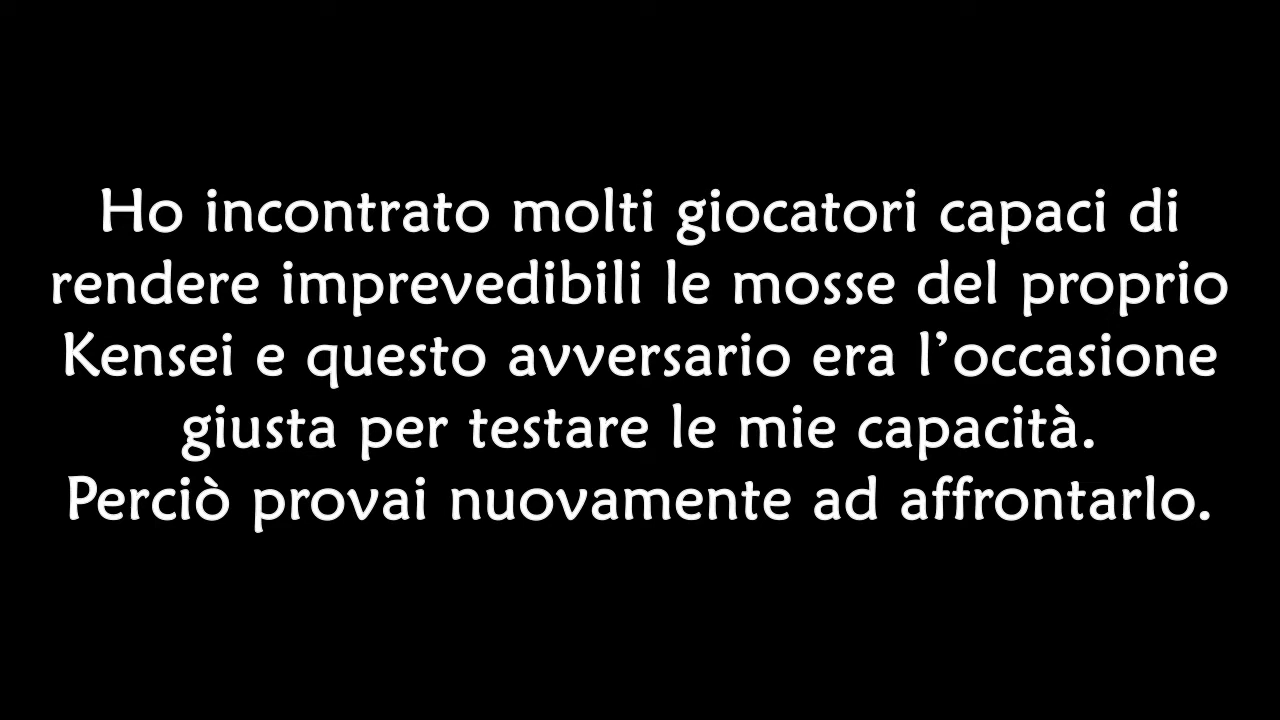 Ho incontrato molti giocatori capaci di
rendere imprevedibili le mosse del proprio
Kensei e questo avversario era l’occasione
giusta per testare le mie capacità.
Perciò provai nuovamente ad affrontarlo.